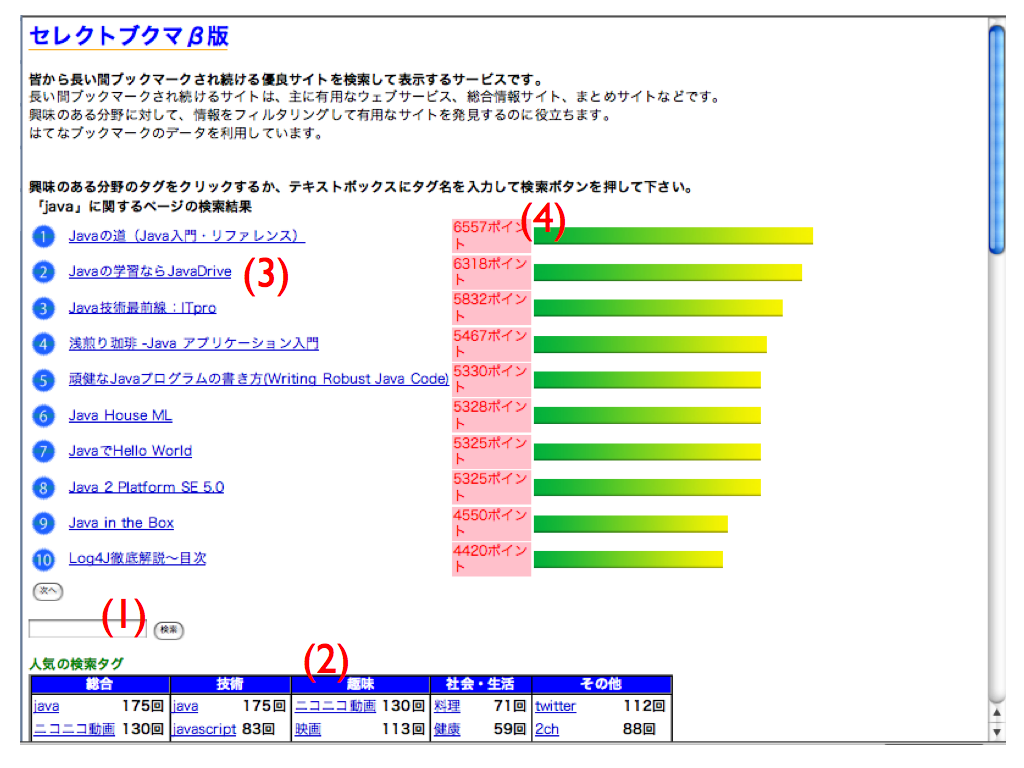 セレクトブクマβ版
皆から長い間ブックマークされ続ける優良サイトを検索して表示するサービスです。
長い間ブックマークされ続けるサイトは、主に有用なウェブサービス、総合情報サイト、まとめサイトなどです。
興味のある分野に対して、情報をフィルタリングして有用なサイトを発見するのに役立ちます。
はてなブックマークのデータを利用しています。
興味のある分野のタグをクリックするか、テキストボックスにタグ名を入力して検索ボタンを押して下さい。
「java」に関するページの検索結果
1 Javaの道（Java入門・リファレンス） 6557ポイント (4)
2 Javaの学習ならJavaDrive (3) 6318ポイント
3 Java技術最前線：ITpro 5832ポイント
4 浅煎り珈琲 -Java アプリケーション入門 5467ポイント
5 頑健なJavaプログラムの書き方(Writing Robust Java Code) 5330ポイント
6 Java House ML 5328ポイント
7 JavaでHello World 5325ポイント
8 Java 2 Platform SE 5.0 5325ポイント
9 Java in the Box 4550ポイント
10 Log4J徹底解説～目次 4420ポイント
次へ
(1) 検索
人気の検索タグ (2)
総合 技術 趣味 社会・生活 その他
java 175回 java 175回 ニコニコ動画 130回 料理 71回 twitter 112回
ニコニコ動画 130回 javascript 83回 映画 113回 健康 59回 2ch 88回